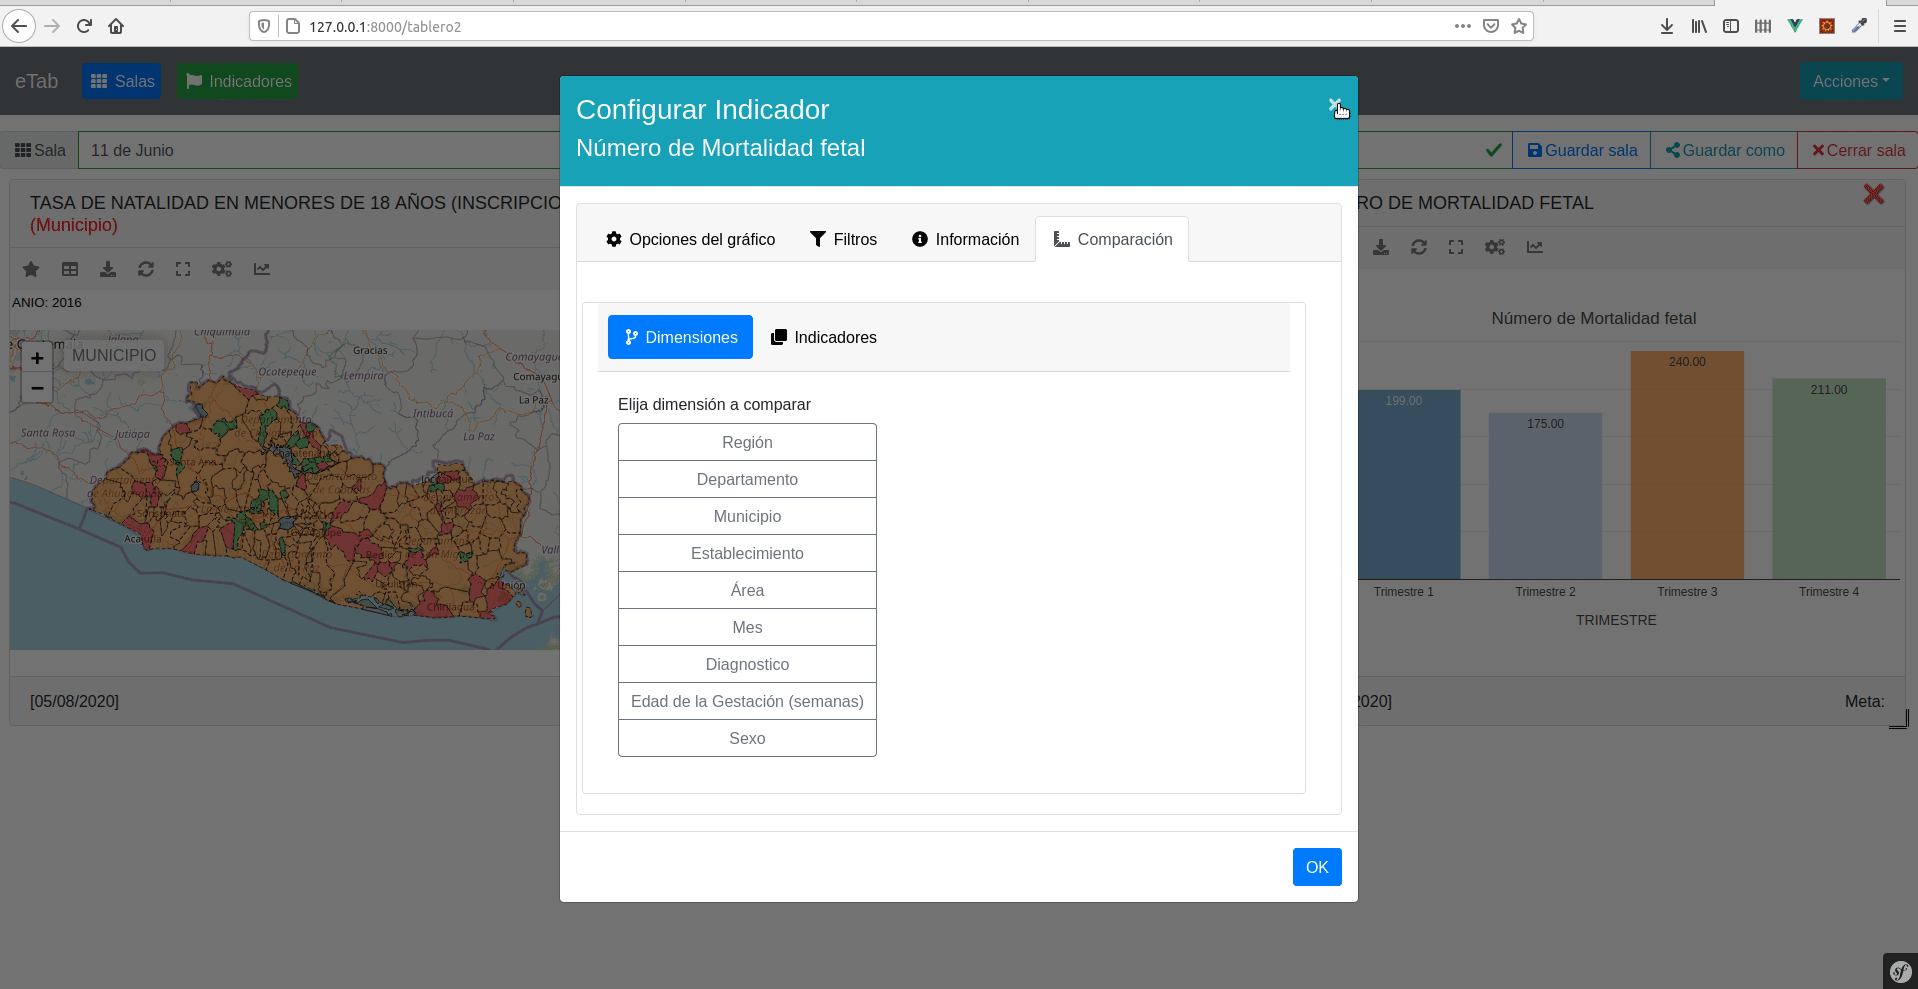 127.0.0.1:8000/tablero2
eTab
Salas
Indicadores
Acciones
Configurar Indicador
Número de Mortalidad fetal
Sala
11 de Junio
Guardar sala
Guardar como
Cerrar sala
TASA DE NATALIDAD EN MENORES DE 18 AÑOS (INSCRIPCIO
(Municipio)
RO DE MORTALIDAD FETAL
Opciones del gráfico
Filtros
Información
Comparación
ANIO: 2016
Dimensiones
Indicadores
MUNICIPIO
+
−
Chiquimula
Gracias
Ocotepeque
Lempira
Comayagua
La Paz
Intibucá
Santa Rosa
Jutiapa
La Paz
Santa Ana
Acajutla
Chirilagua
Elija dimensión a comparar
Región
Departamento
Municipio
Establecimiento
Área
Mes
Diagnostico
Edad de la Gestación (semanas)
Sexo
Número de Mortalidad fetal
199.00
175.00
240.00
211.00
Trimestre 1
Trimestre 2
Trimestre 3
Trimestre 4
TRIMESTRE
[05/08/2020]
2020]
Meta:
OK
sf